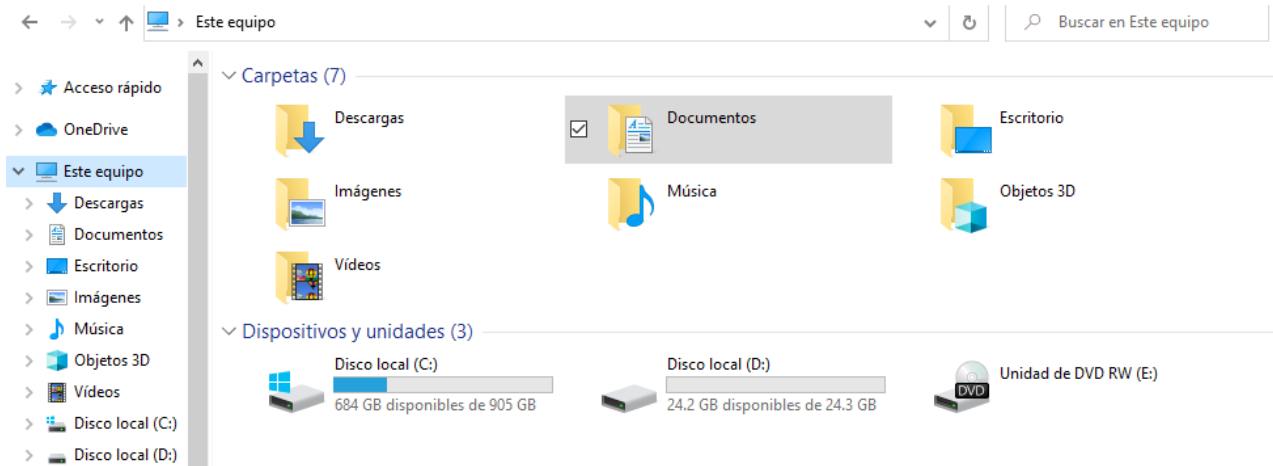 Este equipo
Buscar en Este equipo
Acceso rápido
OneDrive
Este equipo
Descargas
Documentos
Escritorio
Imágenes
Música
Objetos 3D
Vídeos
Disco local (C:)
Disco local (D:)
Carpetas (7)
Descargas
Documentos
Escritorio
Imágenes
Música
Objetos 3D
Vídeos
Dispositivos y unidades (3)
Disco local (C:)
684 GB disponibles de 905 GB
Disco local (D:)
24.2 GB disponibles de 24.3 GB
DVD
Unidad de DVD RW (E:)